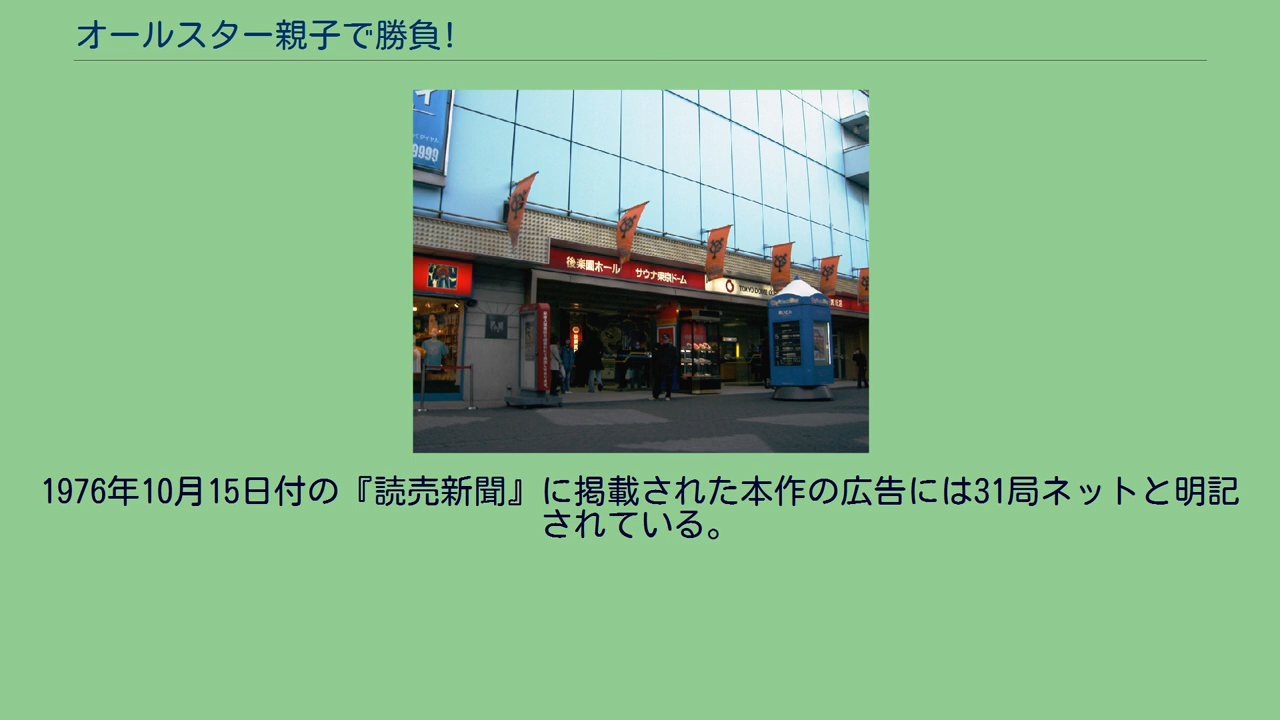 オールスター親子で勝負!
9999
後楽園ホール サウナ東京ドーム
TOKYO DOME
1976年10月15日付の『読売新聞』に掲載された本作の広告には31局ネットと明記
されている。